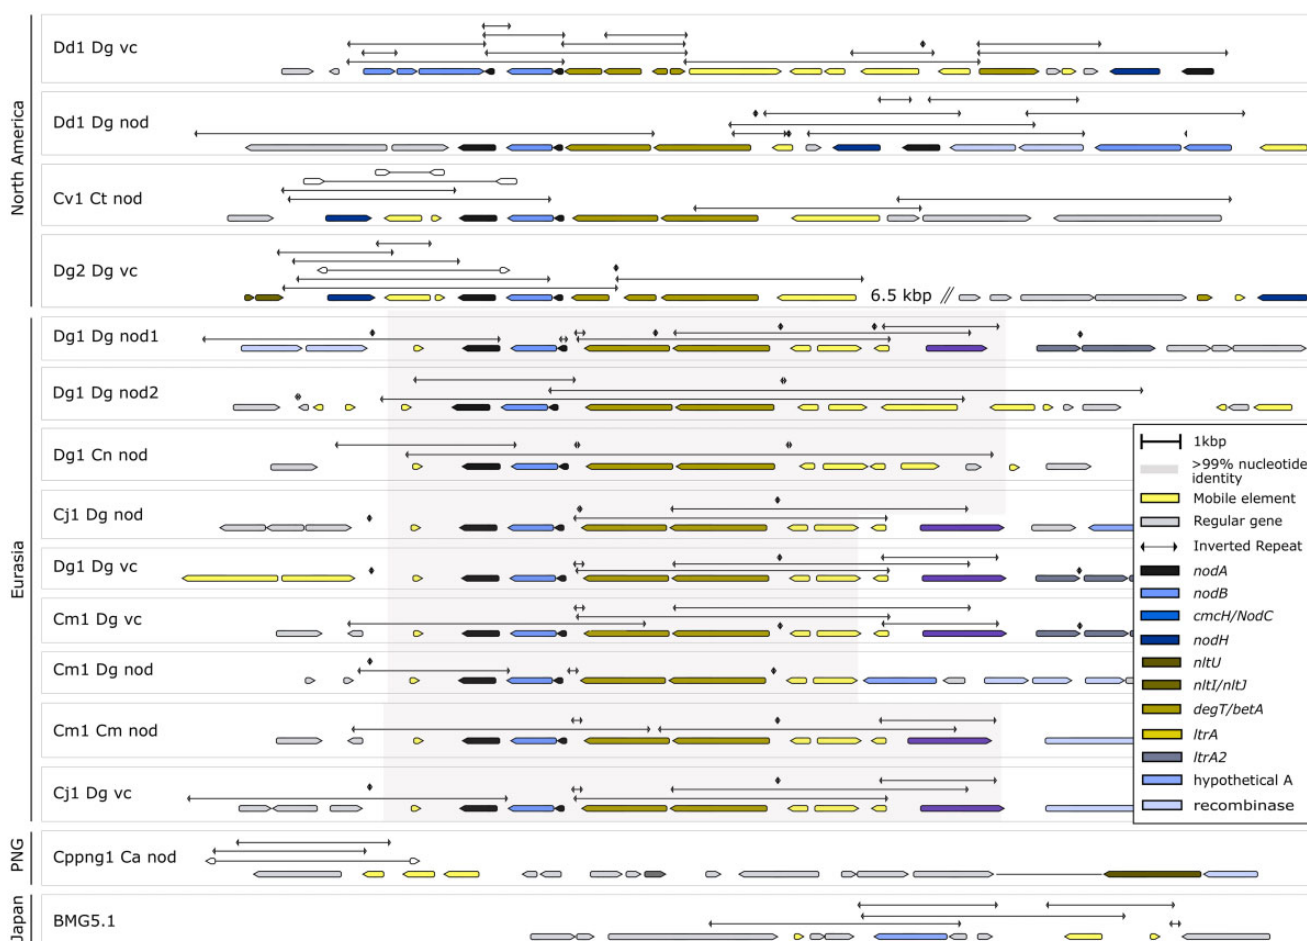 North America
Dd1 Dg vc
Dd1 Dg nod
Cv1 Ct nod
Dg2 Dg vc
6.5 kbp //
Eurasia
Dg1 Dg nod1
Dg1 Dg nod2
Dg1 Cn nod
Cj1 Dg nod
Dg1 Dg vc
Cm1 Dg vc
Cm1 Dg nod
Cm1 Cm nod
Cj1 Dg vc
PNG
Cppng1 Ca nod
Japan
BMG5.1
1kbp
>99% nucleotide
identity
Mobile element
Regular gene
Inverted Repeat
nodA
nodB
cmcH/NodC
nodH
nltU
nltI/nltJ
degT/betA
ltrA
ltrA2
hypothetical A
recombinase